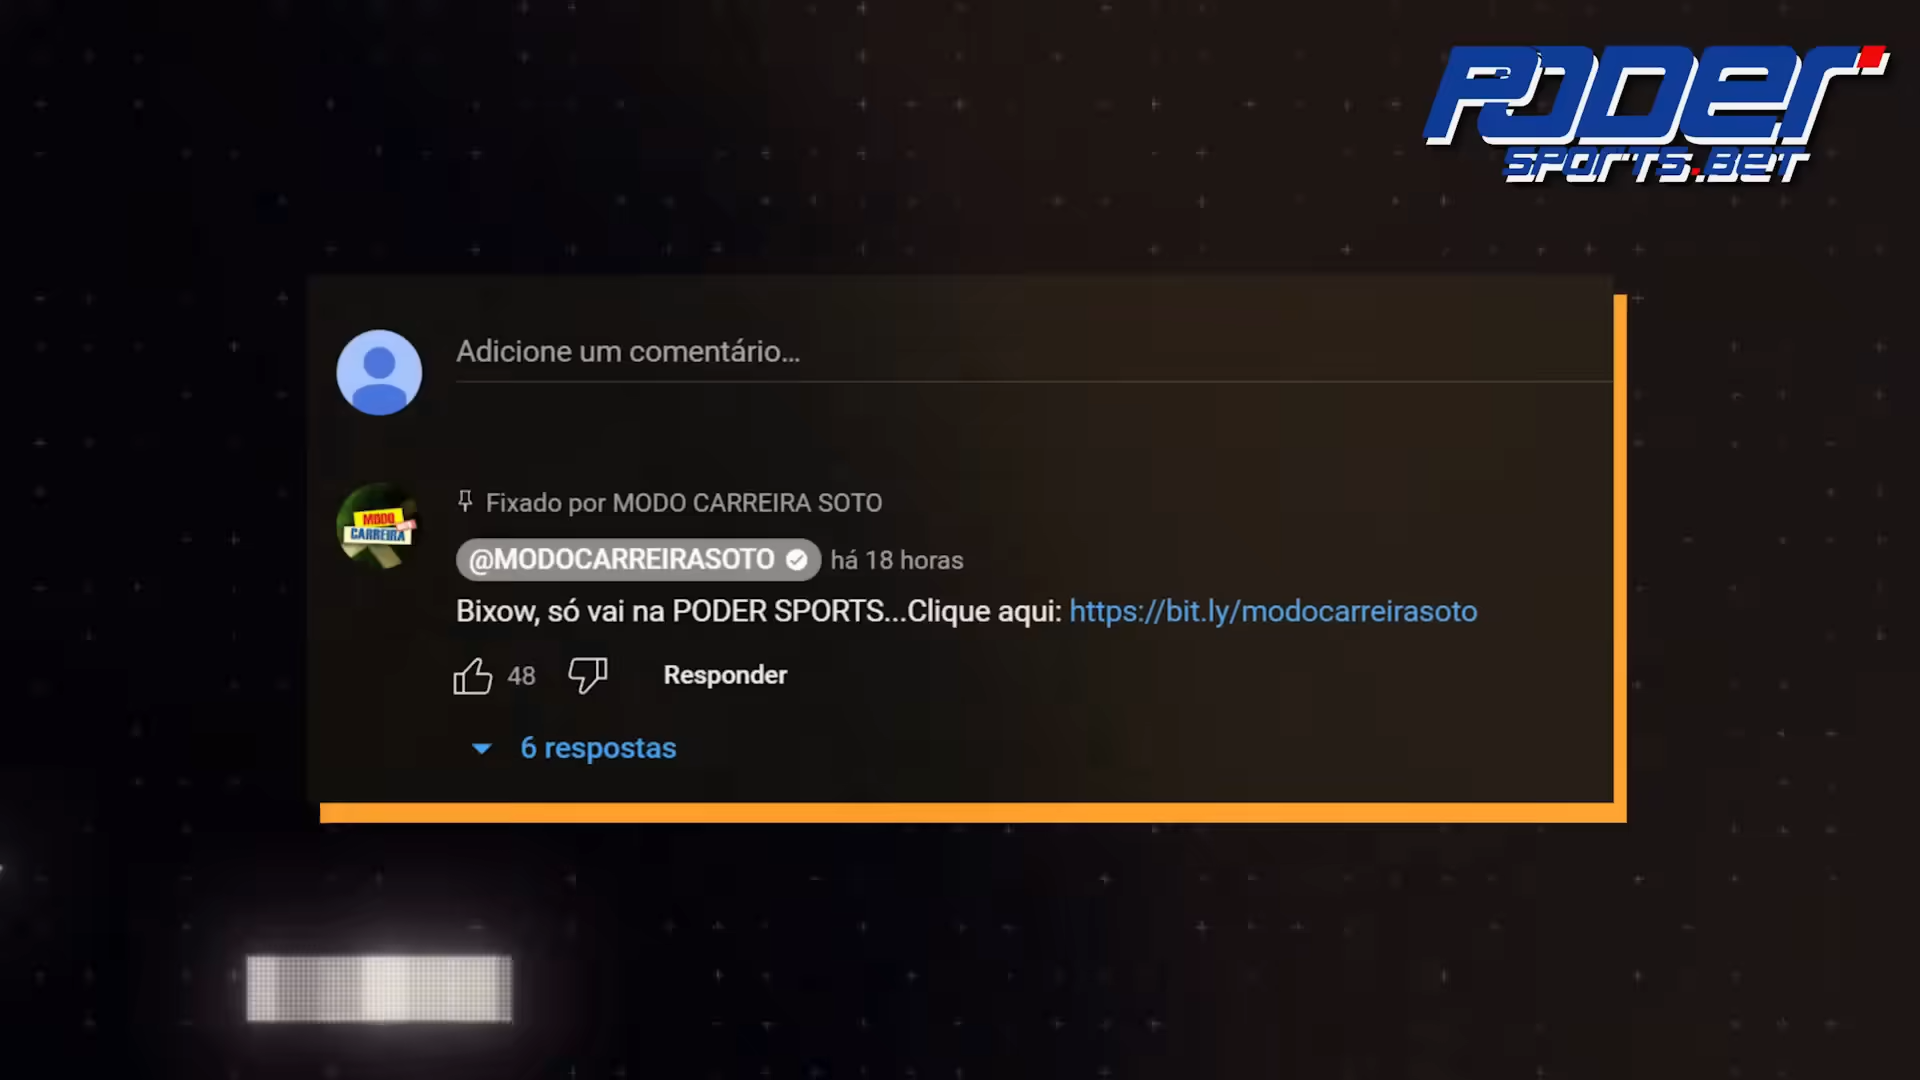 PODER
SPORTS.BET
Adicione um comentário...
Fixado por MODO CARREIRA SOTO
MODO
CARREIRA
@MODOCARREIRASOTO há 18 horas
Bixow, só vai na PODER SPORTS...Clique aqui: https://bit.ly/modocarreirasoto
48 Responder
6 respostas